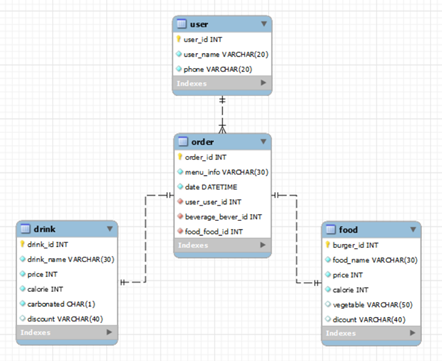 user
user_id INT
user_name VARCHAR(20)
phone VARCHAR(20)
Indexes
order
order_id INT
menu_info VARCHAR(30)
date DATETIME
user_user_id INT
beverage_bever_id INT
food_food_id INT
Indexes
drink
drink_id INT
drink_name VARCHAR(30)
price INT
calorie INT
carbonated CHAR(1)
discount VARCHAR(40)
Indexes
food
burger_id INT
food_name VARCHAR(30)
price INT
calorie INT
vegetable VARCHAR(50)
dicount VARCHAR(40)
Indexes